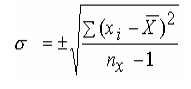 σ = ±√(Σ(xᵢ − X̄)² / (nₓ − 1))